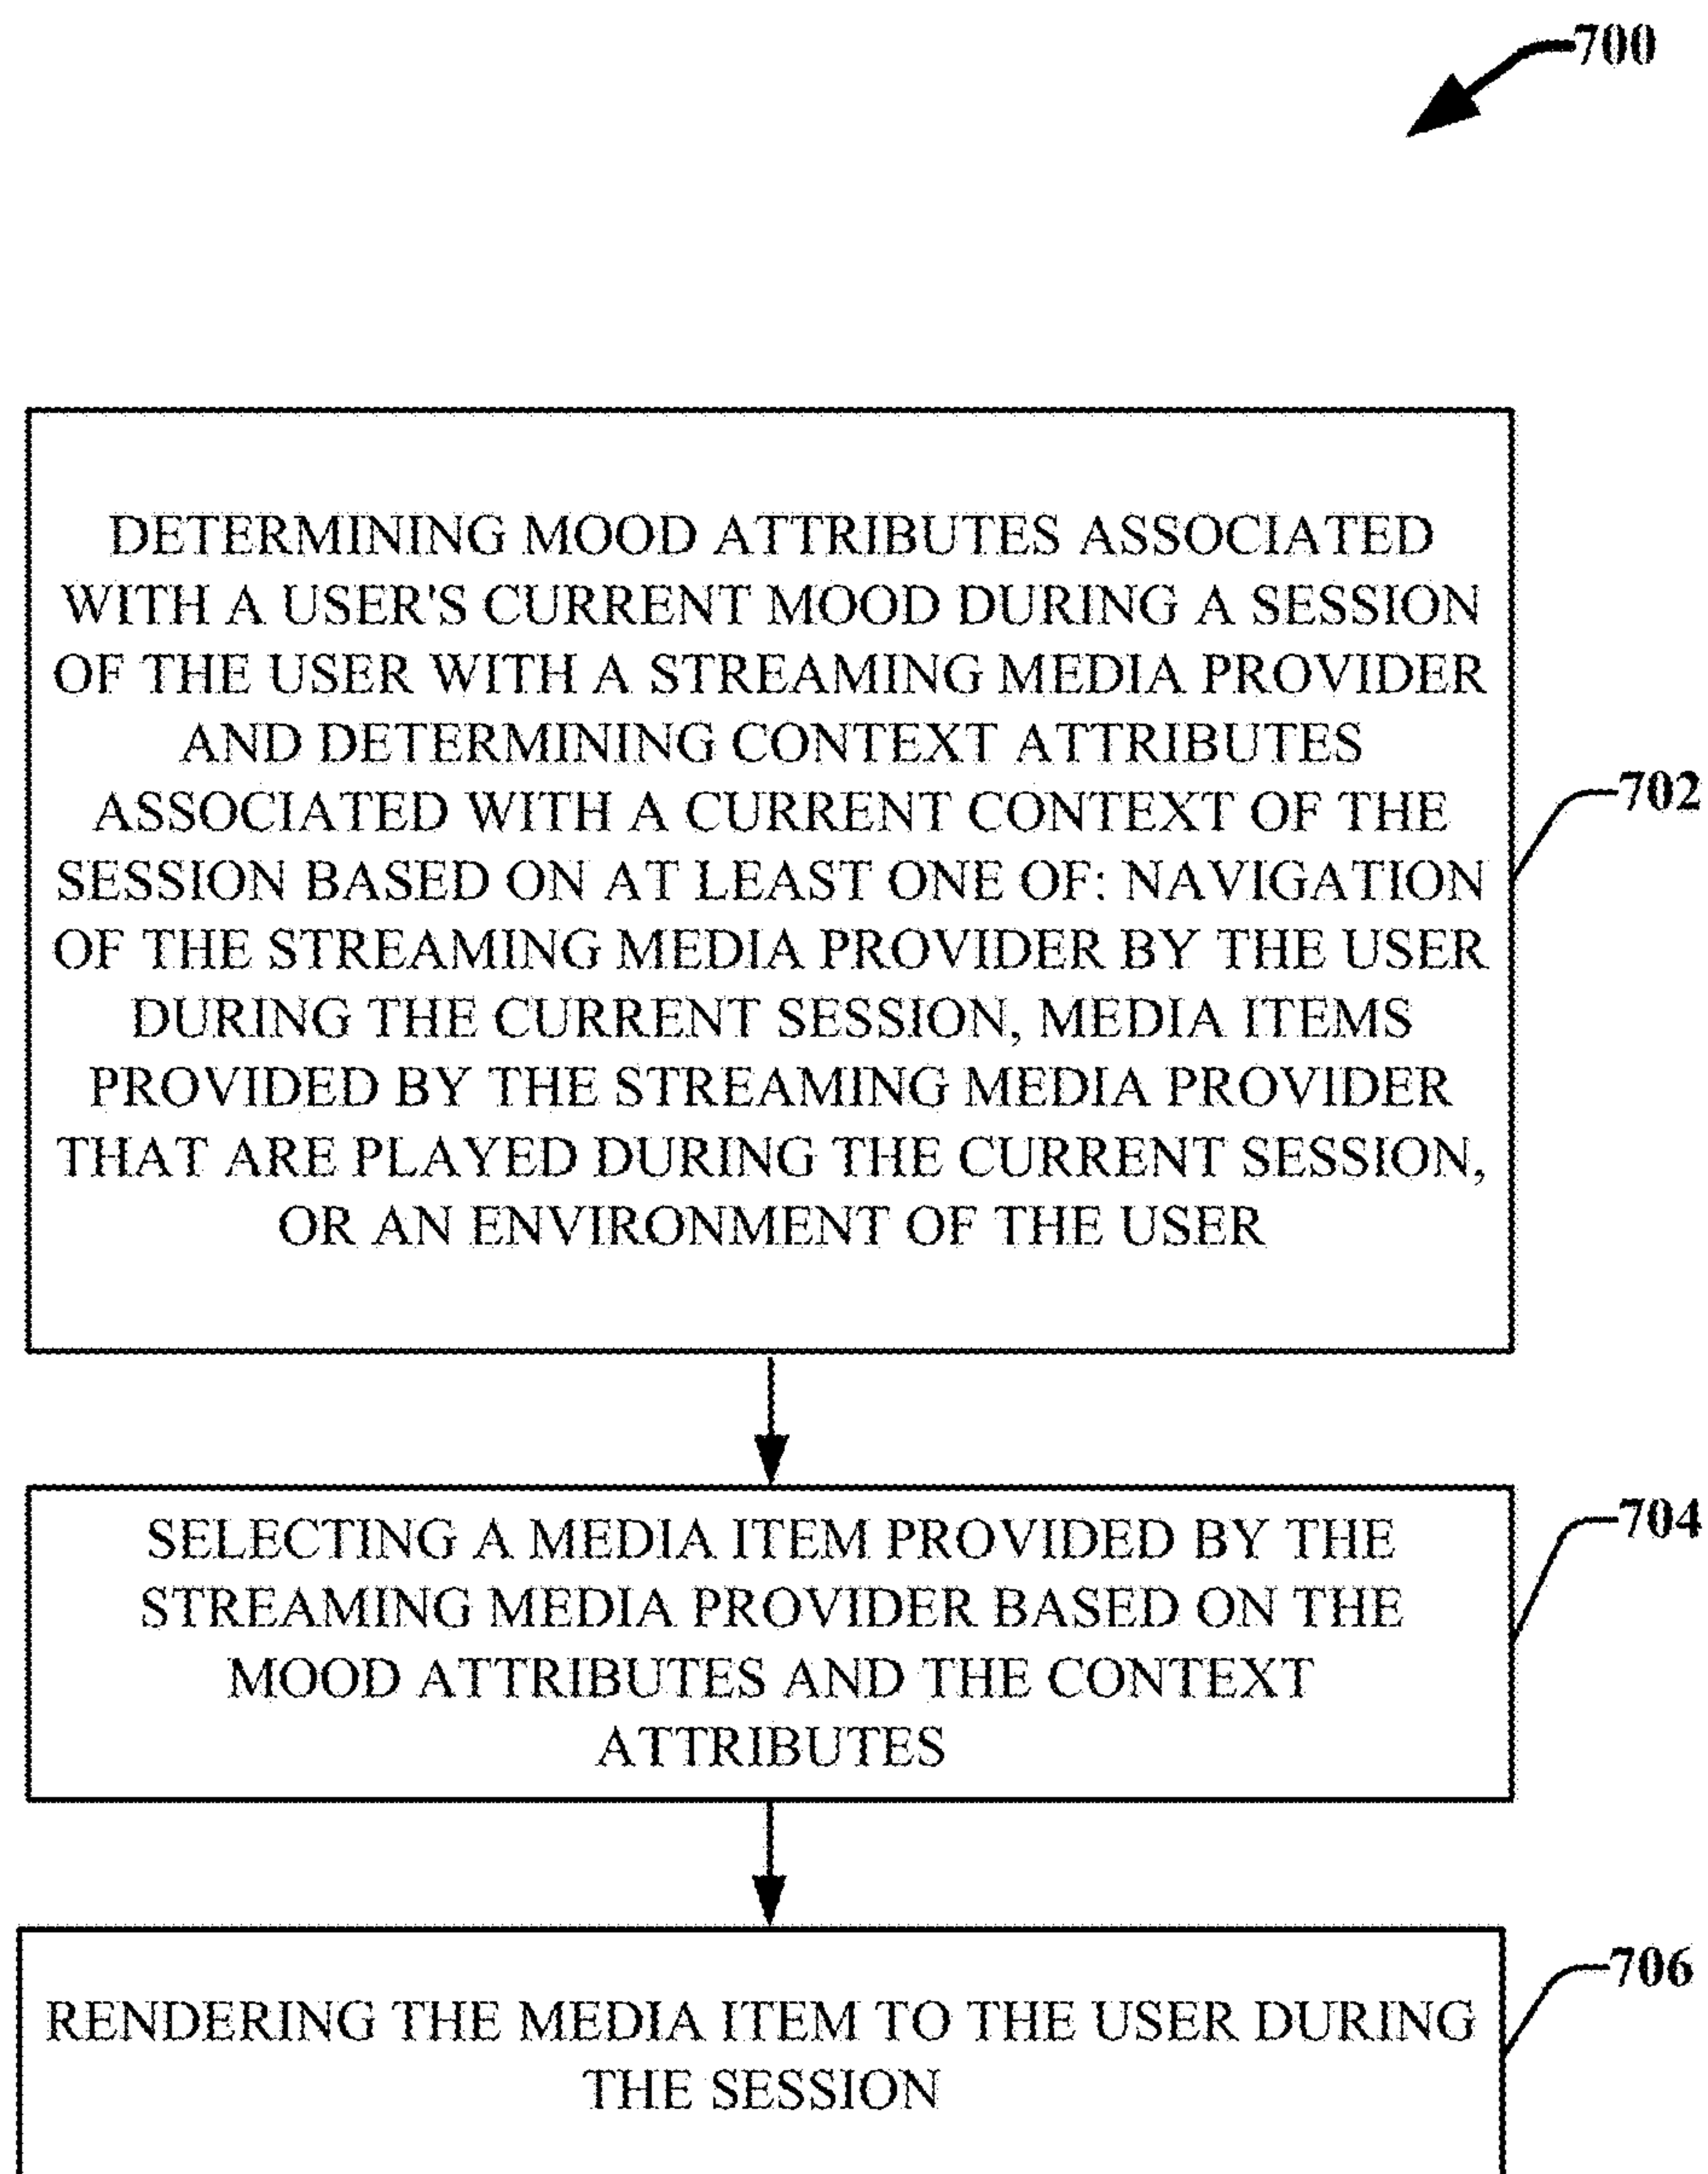 700
DETERMINING MOOD ATTRIBUTES ASSOCIATED
WITH A USER'S CURRENT MOOD DURING A SESSION
OF THE USER WITH A STREAMING MEDIA PROVIDER
AND DETERMINING CONTEXT ATTRIBUTES
ASSOCIATED WITH A CURRENT CONTEXT OF THE
SESSION BASED ON AT LEAST ONE OF: NAVIGATION
OF THE STREAMING MEDIA PROVIDER BY THE USER
DURING THE CURRENT SESSION, MEDIA ITEMS
PROVIDED BY THE STREAMING MEDIA PROVIDER
THAT ARE PLAYED DURING THE CURRENT SESSION,
OR AN ENVIRONMENT OF THE USER
702
SELECTING A MEDIA ITEM PROVIDED BY THE
STREAMING MEDIA PROVIDER BASED ON THE
MOOD ATTRIBUTES AND THE CONTEXT
ATTRIBUTES
704
RENDERING THE MEDIA ITEM TO THE USER DURING
THE SESSION
706